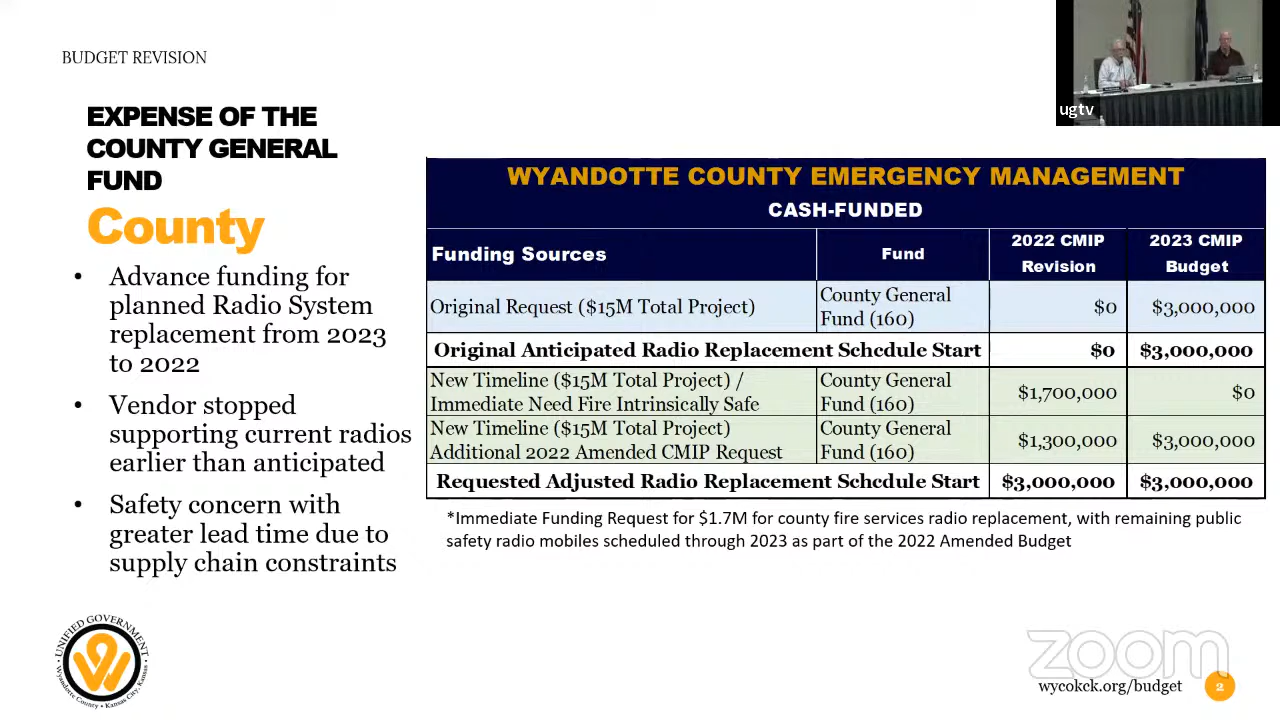 BUDGET REVISION
ugtv
EXPENSE OF THE
COUNTY GENERAL
FUND
County
• Advance funding for
planned Radio System
replacement from 2023
to 2022
• Vendor stopped
supporting current radios
earlier than anticipated
• Safety concern with
greater lead time due to
supply chain constraints
WYANDOTTE COUNTY EMERGENCY MANAGEMENT
CASH-FUNDED
Funding Sources Fund 2022 CMIP Revision 2023 CMIP Budget
Original Request ($15M Total Project) County General Fund (160) $0 $3,000,000
Original Anticipated Radio Replacement Schedule Start $0 $3,000,000
New Timeline ($15M Total Project) / Immediate Need Fire Intrinsically Safe County General Fund (160) $1,700,000 $0
New Timeline ($15M Total Project) Additional 2022 Amended CMIP Request County General Fund (160) $1,300,000 $3,000,000
Requested Adjusted Radio Replacement Schedule Start $3,000,000 $3,000,000
*Immediate Funding Request for $1.7M for county fire services radio replacement, with remaining public
safety radio mobiles scheduled through 2023 as part of the 2022 Amended Budget
UNIFIED GOVERNMENT
Wyandotte County • Kansas City, Kansas
zoom
wycokck.org/budget
2